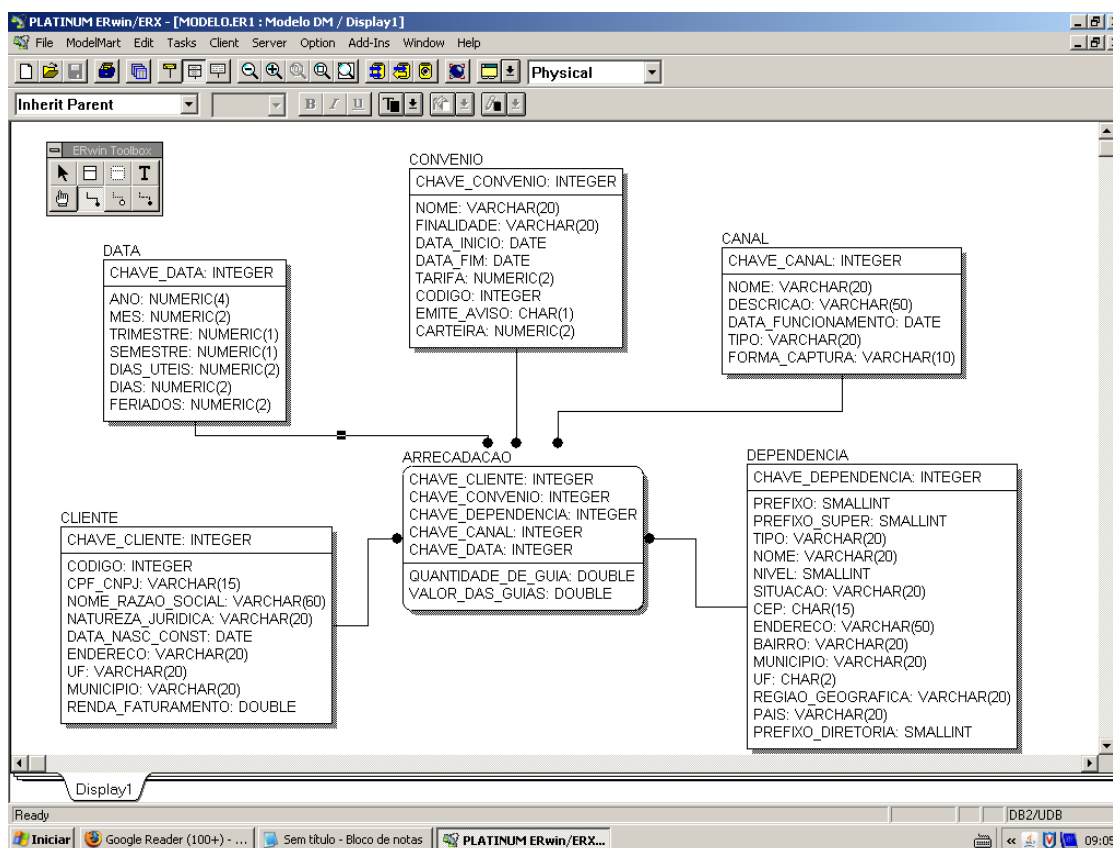 PLATINUM ERwin/ERX - [MODELO.ER1 : Modelo DM / Display1]
File ModelMart Edit Tasks Client Server Option Add-Ins Window Help
Physical
Inherit Parent
B I U T
ERwin Toolbox
T
CONVENIO
CHAVE_CONVENIO: INTEGER
NOME: VARCHAR(20)
FINALIDADE: VARCHAR(20)
DATA_INICIO: DATE
DATA_FIM: DATE
TARIFA: NUMERIC(2)
CODIGO: INTEGER
EMITE_AVISO: CHAR(1)
CARTEIRA: NUMERIC(2)
DATA
CHAVE_DATA: INTEGER
ANO: NUMERIC(4)
MES: NUMERIC(2)
TRIMESTRE: NUMERIC(1)
SEMESTRE: NUMERIC(1)
DIAS_UTEIS: NUMERIC(2)
DIAS: NUMERIC(2)
FERIADOS: NUMERIC(2)
CANAL
CHAVE_CANAL: INTEGER
NOME: VARCHAR(20)
DESCRICAO: VARCHAR(50)
DATA_FUNCIONAMENTO: DATE
TIPO: VARCHAR(20)
FORMA_CAPTURA: VARCHAR(10)
ARRECADACAO
CHAVE_CLIENTE: INTEGER
CHAVE_CONVENIO: INTEGER
CHAVE_DEPENDENCIA: INTEGER
CHAVE_CANAL: INTEGER
CHAVE_DATA: INTEGER
QUANTIDADE_DE_GUIA: DOUBLE
VALOR_DAS_GUIAS: DOUBLE
CLIENTE
CHAVE_CLIENTE: INTEGER
CODIGO: INTEGER
CPF_CNPJ: VARCHAR(15)
NOME_RAZAO_SOCIAL: VARCHAR(60)
NATUREZA_JURIDICA: VARCHAR(20)
DATA_NASC_CONST: DATE
ENDERECO: VARCHAR(20)
UF: VARCHAR(20)
MUNICIPIO: VARCHAR(20)
RENDA_FATURAMENTO: DOUBLE
DEPENDENCIA
CHAVE_DEPENDENCIA: INTEGER
PREFIXO: SMALLINT
PREFIXO_SUPER: SMALLINT
TIPO: VARCHAR(20)
NOME: VARCHAR(20)
NIVEL: SMALLINT
SITUACAO: VARCHAR(20)
CEP: CHAR(15)
ENDERECO: VARCHAR(50)
BAIRRO: VARCHAR(20)
MUNICIPIO: VARCHAR(20)
UF: CHAR(2)
REGIAO_GEOGRAFICA: VARCHAR(20)
PAIS: VARCHAR(20)
PREFIXO_DIRETORIA: SMALLINT
Display1
Ready DB2/UDB
Iniciar Google Reader (100+) - ... Sem título - Bloco de notas PLATINUM ERwin/ERX... « 09:05